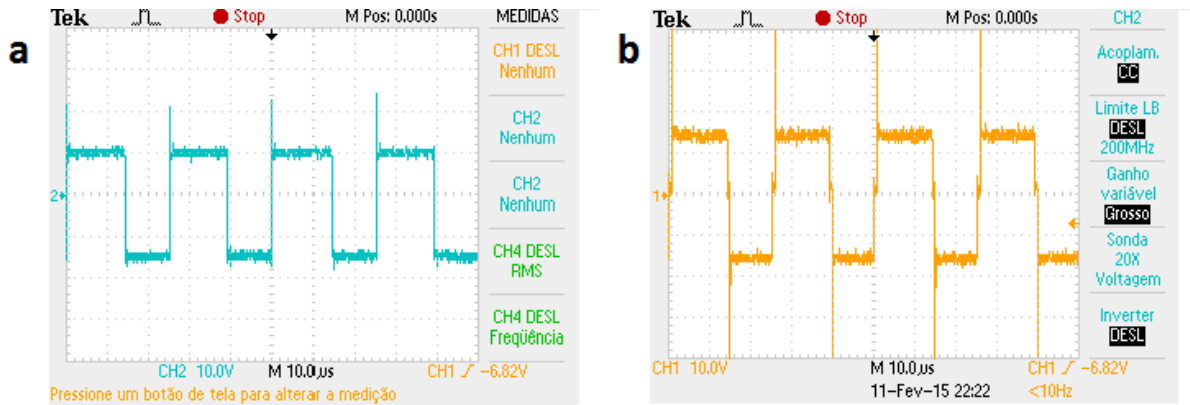 a
Tek Stop M Pos: 0.000s MEDIDAS
CH1 DESL
Nenhum
CH2
Nenhum
CH2
Nenhum
CH4 DESL
RMS
CH4 DESL
Freqüência
2
CH2 10.0V M 10.0µs CH1 -6.82V
Pressione um botão de tela para alterar a medição
b
Tek Stop M Pos: 0.000s CH2
Acoplam.
CC
Limite LB
DESL
200MHz
Ganho
variável
Grosso
Sonda
20X
Voltagem
Inverter
DESL
1
CH1 10.0V M 10.0µs CH1 -6.82V
11-Fev-15 22:22 <10Hz